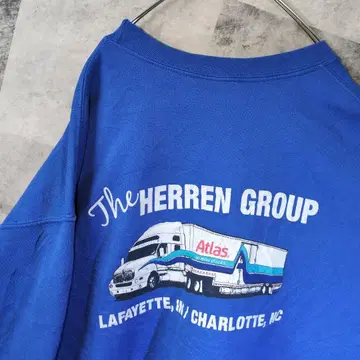 The HERREN GROUP
Atlas
LAFAYETTE, IN / CHARLOTTE, NC